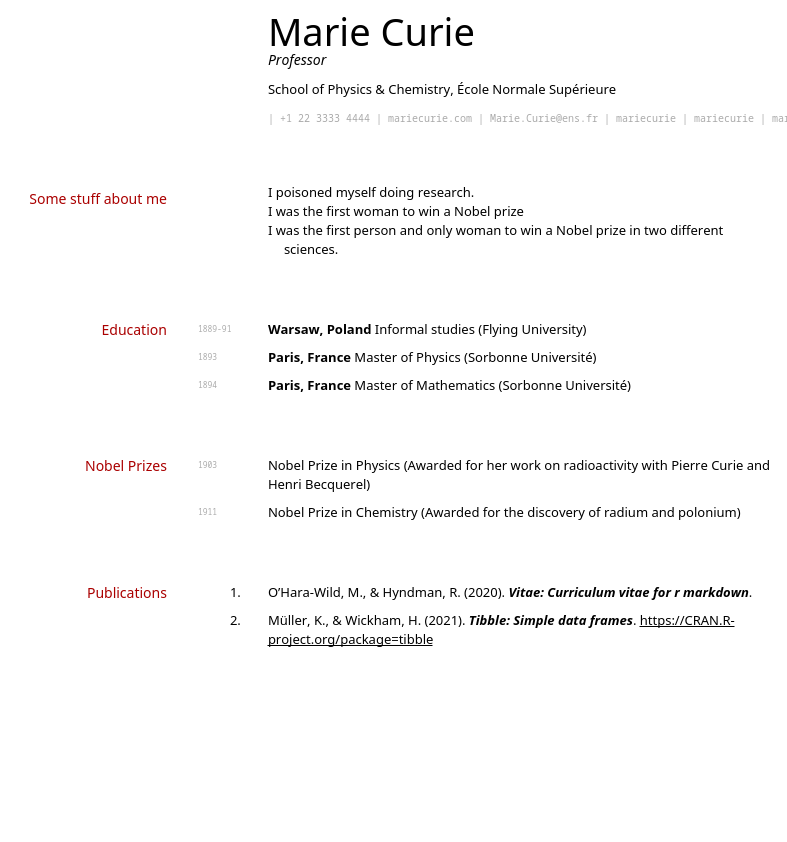 Marie Curie
Professor
School of Physics & Chemistry, École Normale Supérieure
| +1 22 3333 4444 | mariecurie.com | Marie.Curie@ens.fr | mariecurie | mariecurie |
Some stuff about me
I poisoned myself doing research.
I was the first woman to win a Nobel prize
I was the first person and only woman to win a Nobel prize in two different
sciences.
Education 1889-91 Warsaw, Poland Informal studies (Flying University)
1893 Paris, France Master of Physics (Sorbonne Université)
1894 Paris, France Master of Mathematics (Sorbonne Université)
Nobel Prizes 1903 Nobel Prize in Physics (Awarded for her work on radioactivity with Pierre Curie and
Henri Becquerel)
1911 Nobel Prize in Chemistry (Awarded for the discovery of radium and polonium)
Publications 1. O’Hara-Wild, M., & Hyndman, R. (2020). Vitae: Curriculum vitae for r markdown.
2. Müller, K., & Wickham, H. (2021). Tibble: Simple data frames. https://CRAN.R-
project.org/package=tibble